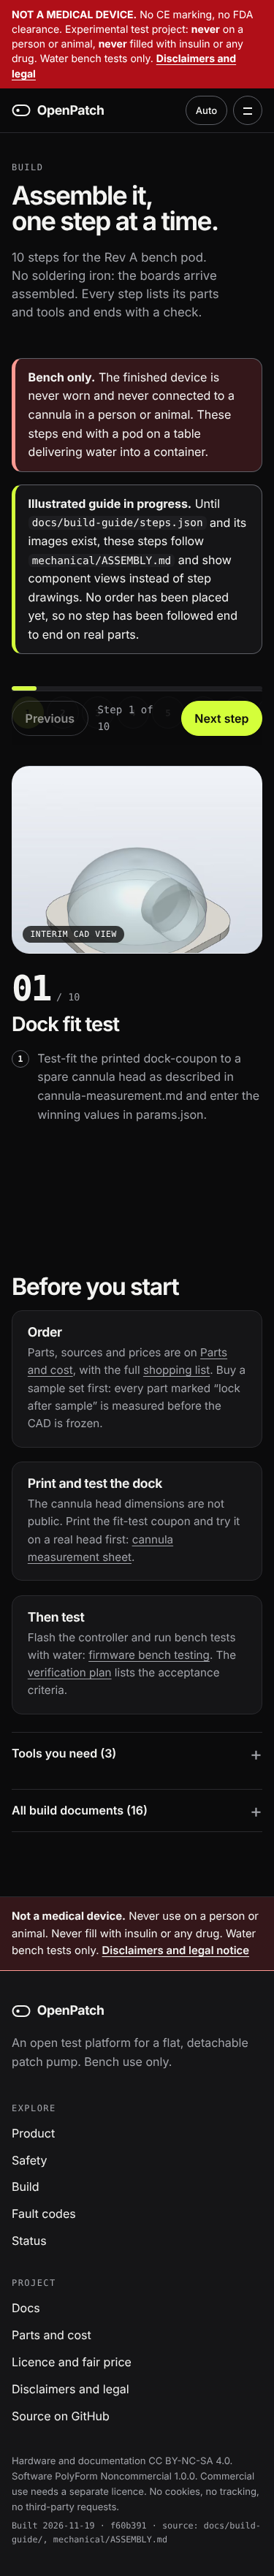 NOT A MEDICAL DEVICE. No CE marking, no FDA
clearance. Experimental test project: never on a
person or animal, never filled with insulin or any
drug. Water bench tests only. Disclaimers and
legal
OpenPatch
Auto
BUILD
Assemble it,
one step at a time.
10 steps for the Rev A bench pod.
No soldering iron: the boards arrive
assembled. Every step lists its parts
and tools and ends with a check.
Bench only. The finished device is
never worn and never connected to a
cannula in a person or animal. These
steps end with a pod on a table
delivering water into a container.
Illustrated guide in progress. Until
docs/build-guide/steps.json and its
images exist, these steps follow
mechanical/ASSEMBLY.md and show
component views instead of step
drawings. No order has been placed
yet, so no step has been followed end
to end on real parts.
Previous
Step 1 of
10
Next step
INTERIM CAD VIEW
01 / 10
Dock fit test
1 Test-fit the printed dock-coupon to a
spare cannula head as described in
cannula-measurement.md and enter the
winning values in params.json.
Before you start
Order
Parts, sources and prices are on Parts
and cost, with the full shopping list. Buy a
sample set first: every part marked “lock
after sample” is measured before the
CAD is frozen.
Print and test the dock
The cannula head dimensions are not
public. Print the fit-test coupon and try it
on a real head first: cannula
measurement sheet.
Then test
Flash the controller and run bench tests
with water: firmware bench testing. The
verification plan lists the acceptance
criteria.
Tools you need (3) +
All build documents (16) +
Not a medical device. Never use on a person or
animal. Never fill with insulin or any drug. Water
bench tests only. Disclaimers and legal notice
OpenPatch
An open test platform for a flat, detachable
patch pump. Bench use only.
EXPLORE
Product
Safety
Build
Fault codes
Status
PROJECT
Docs
Parts and cost
Licence and fair price
Disclaimers and legal
Source on GitHub
Hardware and documentation CC BY-NC-SA 4.0.
Software PolyForm Noncommercial 1.0.0. Commercial
use needs a separate licence. No cookies, no tracking,
no third-party requests.
Built 2026-11-19 · f60b391 · source: docs/build-
guide/, mechanical/ASSEMBLY.md